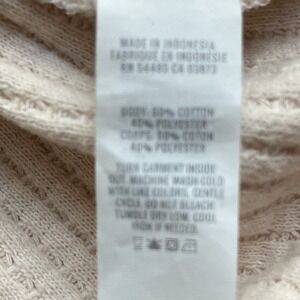 MADE IN INDONESIA
FABRIQUÉ EN INDONESIE
RN 54485 CA 03873
BODY: 60% COTTON
40% POLYESTER
CORPS: 60% COTON
40% POLYESTER
TURN GARMENT INSIDE
OUT. MACHINE WASH COLD
WITH LIKE COLORS, GENTLE
CYCLE. DO NOT BLEACH.
TUMBLE DRY LOW. COOL
IRON IF NEEDED.